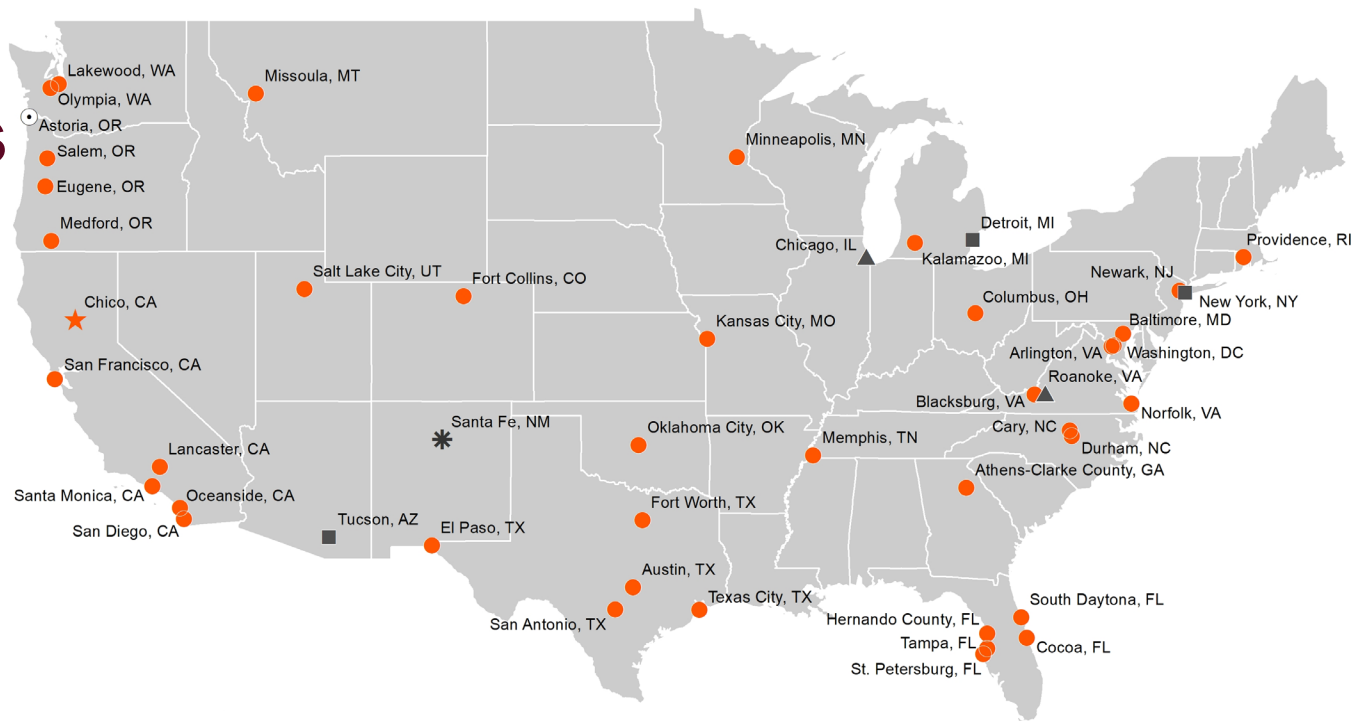 Lakewood, WA
Olympia, WA
Astoria, OR
s
Salem, OR
Eugene, OR
Medford, OR
Missoula, MT
Minneapolis, MN
Detroit, MI
Chicago, IL
Kalamazoo, MI
Providence, RI
Newark, NJ
New York, NY
Salt Lake City, UT
Fort Collins, CO
Columbus, OH
Chico, CA
Kansas City, MO
Baltimore, MD
Arlington, VA
Washington, DC
San Francisco, CA
Roanoke, VA
Blacksburg, VA
Norfolk, VA
Santa Fe, NM
Oklahoma City, OK
Memphis, TN
Cary, NC
Durham, NC
Lancaster, CA
Athens-Clarke County, GA
Santa Monica, CA
Oceanside, CA
San Diego, CA
Tucson, AZ
El Paso, TX
Fort Worth, TX
Austin, TX
Texas City, TX
San Antonio, TX
South Daytona, FL
Hernando County, FL
Tampa, FL
Cocoa, FL
St. Petersburg, FL